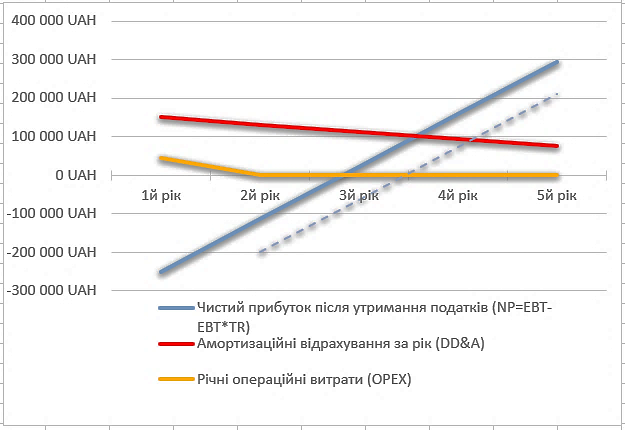 400 000 UAH
300 000 UAH
200 000 UAH
100 000 UAH
0 UAH
1й рік 2й рік 3й рік 4й рік 5й рік
-100 000 UAH
-200 000 UAH
-300 000 UAH
Чистий прибуток після утримання податків (NP=EBT-
EBT*TR)
Амортизаційні відрахування за рік (DD&A)
Річні операційні витрати (OPEX)